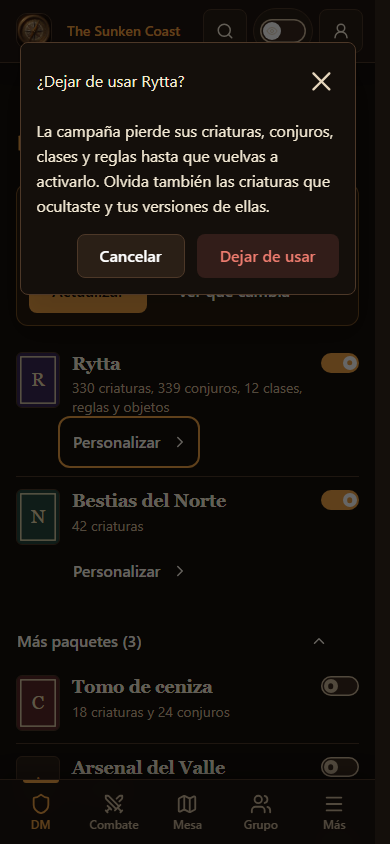 The Sunken Coast
¿Dejar de usar Rytta?
La campaña pierde sus criaturas, conjuros,
clases y reglas hasta que vuelvas a
activarlo. Olvida también las criaturas que
ocultaste y tus versiones de ellas.
Cancelar
Dejar de usar
Actualizar
Ver qué cambia
R
Rytta
330 criaturas, 339 conjuros, 12 clases,
reglas y objetos
Personalizar
N
Bestias del Norte
42 criaturas
Personalizar
Más paquetes (3)
C
Tomo de ceniza
18 criaturas y 24 conjuros
Arsenal del Valle
DM
Combate
Mesa
Grupo
Más